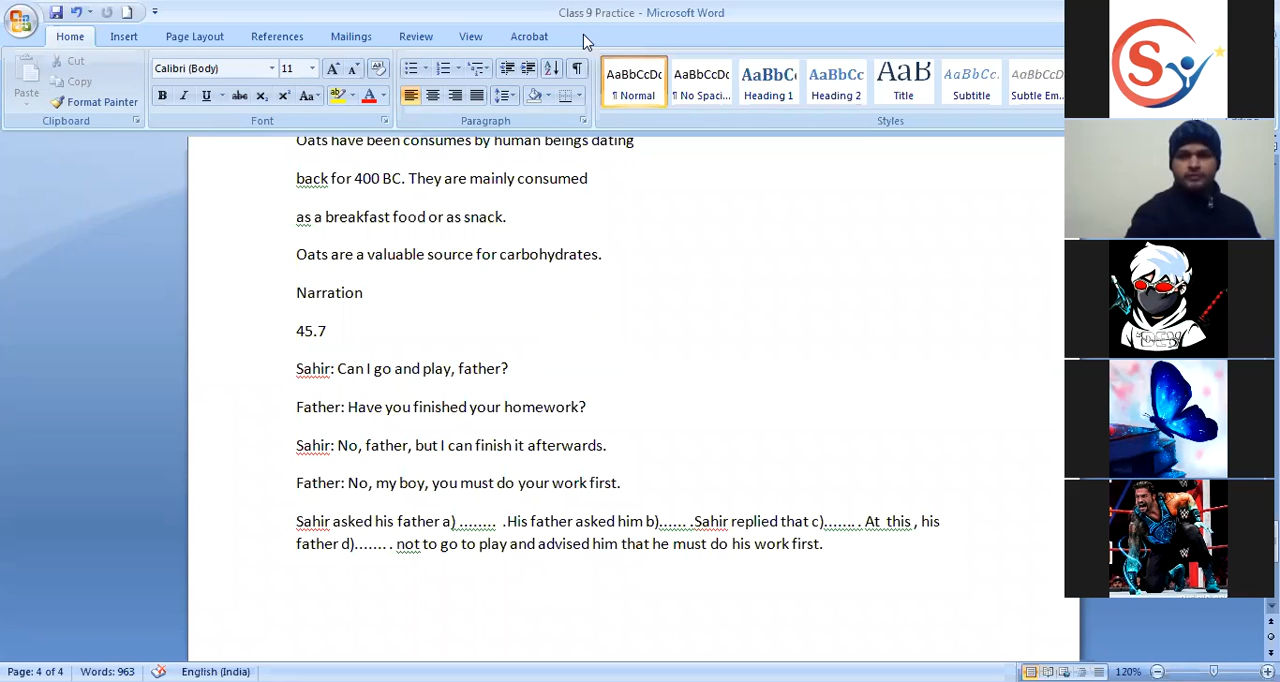 Class 9 Practice - Microsoft Word
Home Insert Page Layout References Mailings Review View Acrobat
Cut
Copy
Paste
Format Painter
Calibri (Body) 11
AaBbCcDc AaBbCcDc AaBbC AaBbCc AaB AaBbCc. AaBbCcDc
¶ Normal ¶ No Spaci... Heading 1 Heading 2 Title Subtitle Subtle Em...
Clipboard Font Paragraph Styles
Oats have been consumes by human beings dating
back for 400 BC. They are mainly consumed
as a breakfast food or as snack.
Oats are a valuable source for carbohydrates.
Narration
45.7
Sahir: Can I go and play, father?
Father: Have you finished your homework?
Sahir: No, father, but I can finish it afterwards.
Father: No, my boy, you must do your work first.
Sahir asked his father a)........ .His father asked him b)...... .Sahir replied that c)....... . At this , his
father d)....... . not to go to play and advised him that he must do his work first.
Page: 4 of 4 Words: 963 English (India) 120%
S